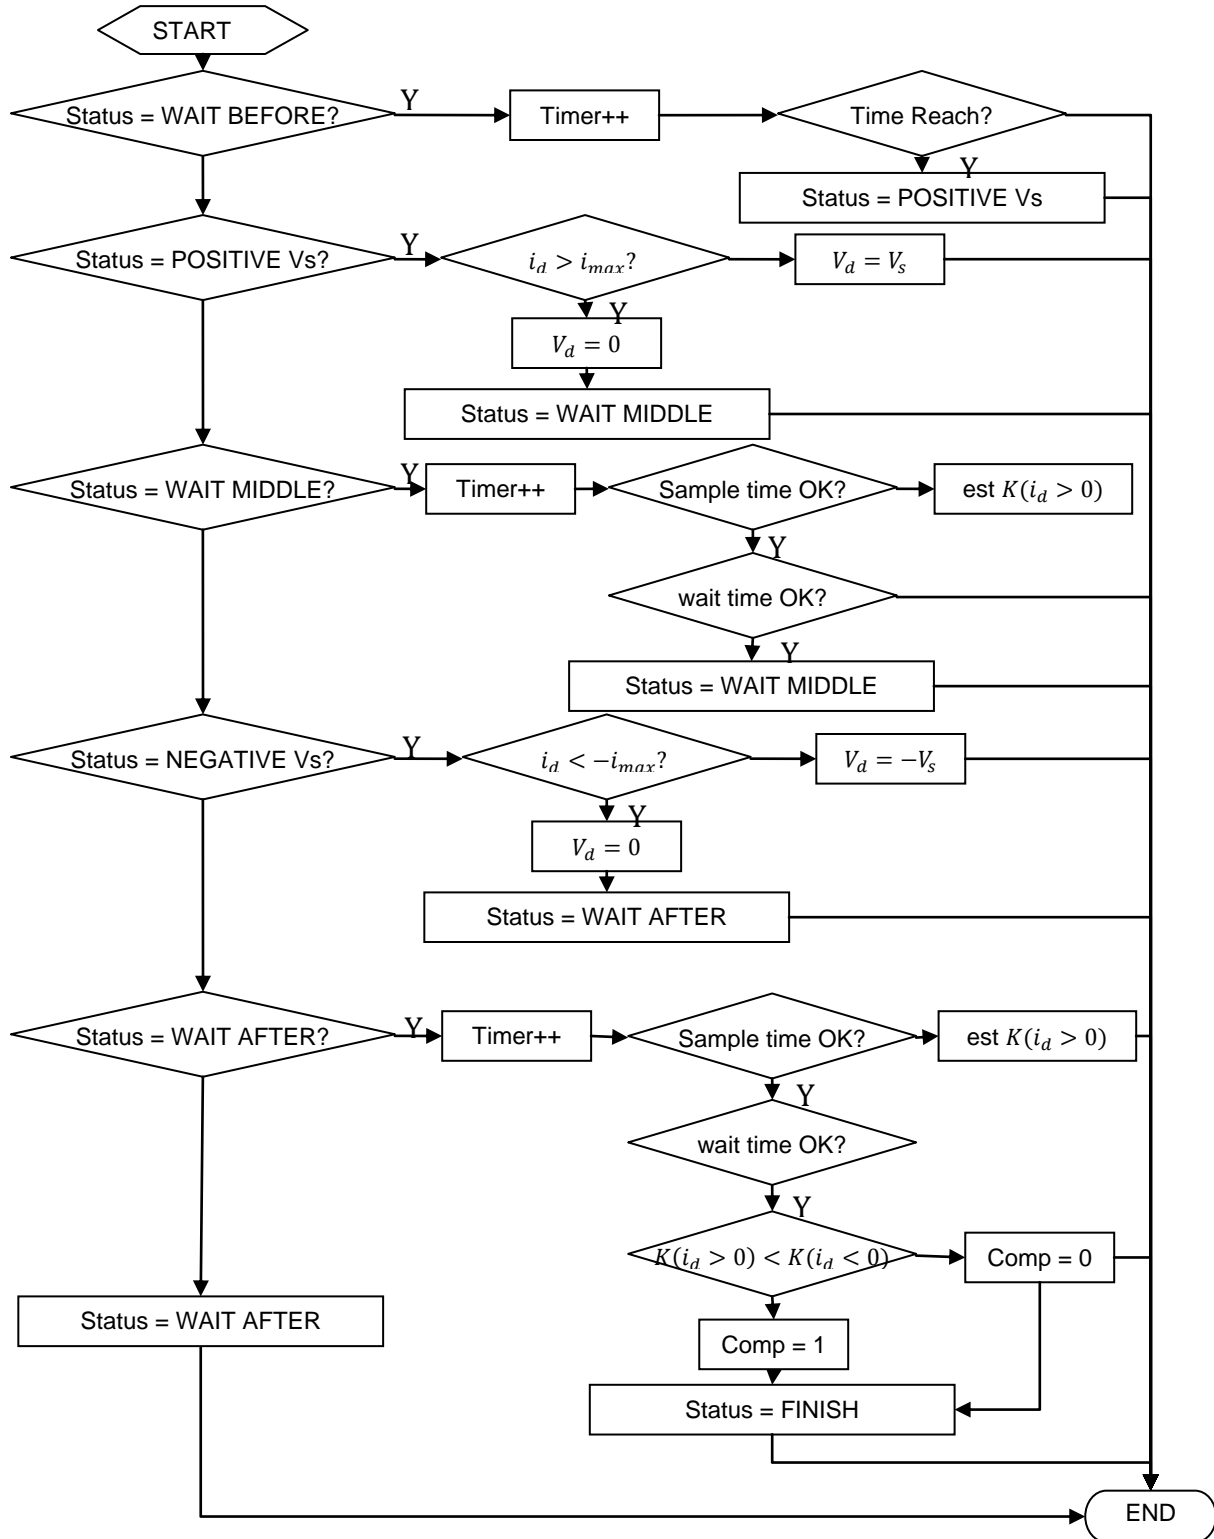 START
Status = WAIT BEFORE?
Y
Timer++
Time Reach?
Y
Status = POSITIVE Vs
Status = POSITIVE Vs?
Y
i_d > i_max?
V_d = V_s
Y
V_d = 0
Status = WAIT MIDDLE
Status = WAIT MIDDLE?
Y
Timer++
Sample time OK?
est K(i_d > 0)
Y
wait time OK?
Y
Status = WAIT MIDDLE
Status = NEGATIVE Vs?
Y
i_d < −i_max?
V_d = −V_s
Y
V_d = 0
Status = WAIT AFTER
Status = WAIT AFTER?
Y
Timer++
Sample time OK?
est K(i_d > 0)
Y
wait time OK?
Y
K(i_d > 0) < K(i_d < 0)
Comp = 0
Status = WAIT AFTER
Comp = 1
Status = FINISH
END